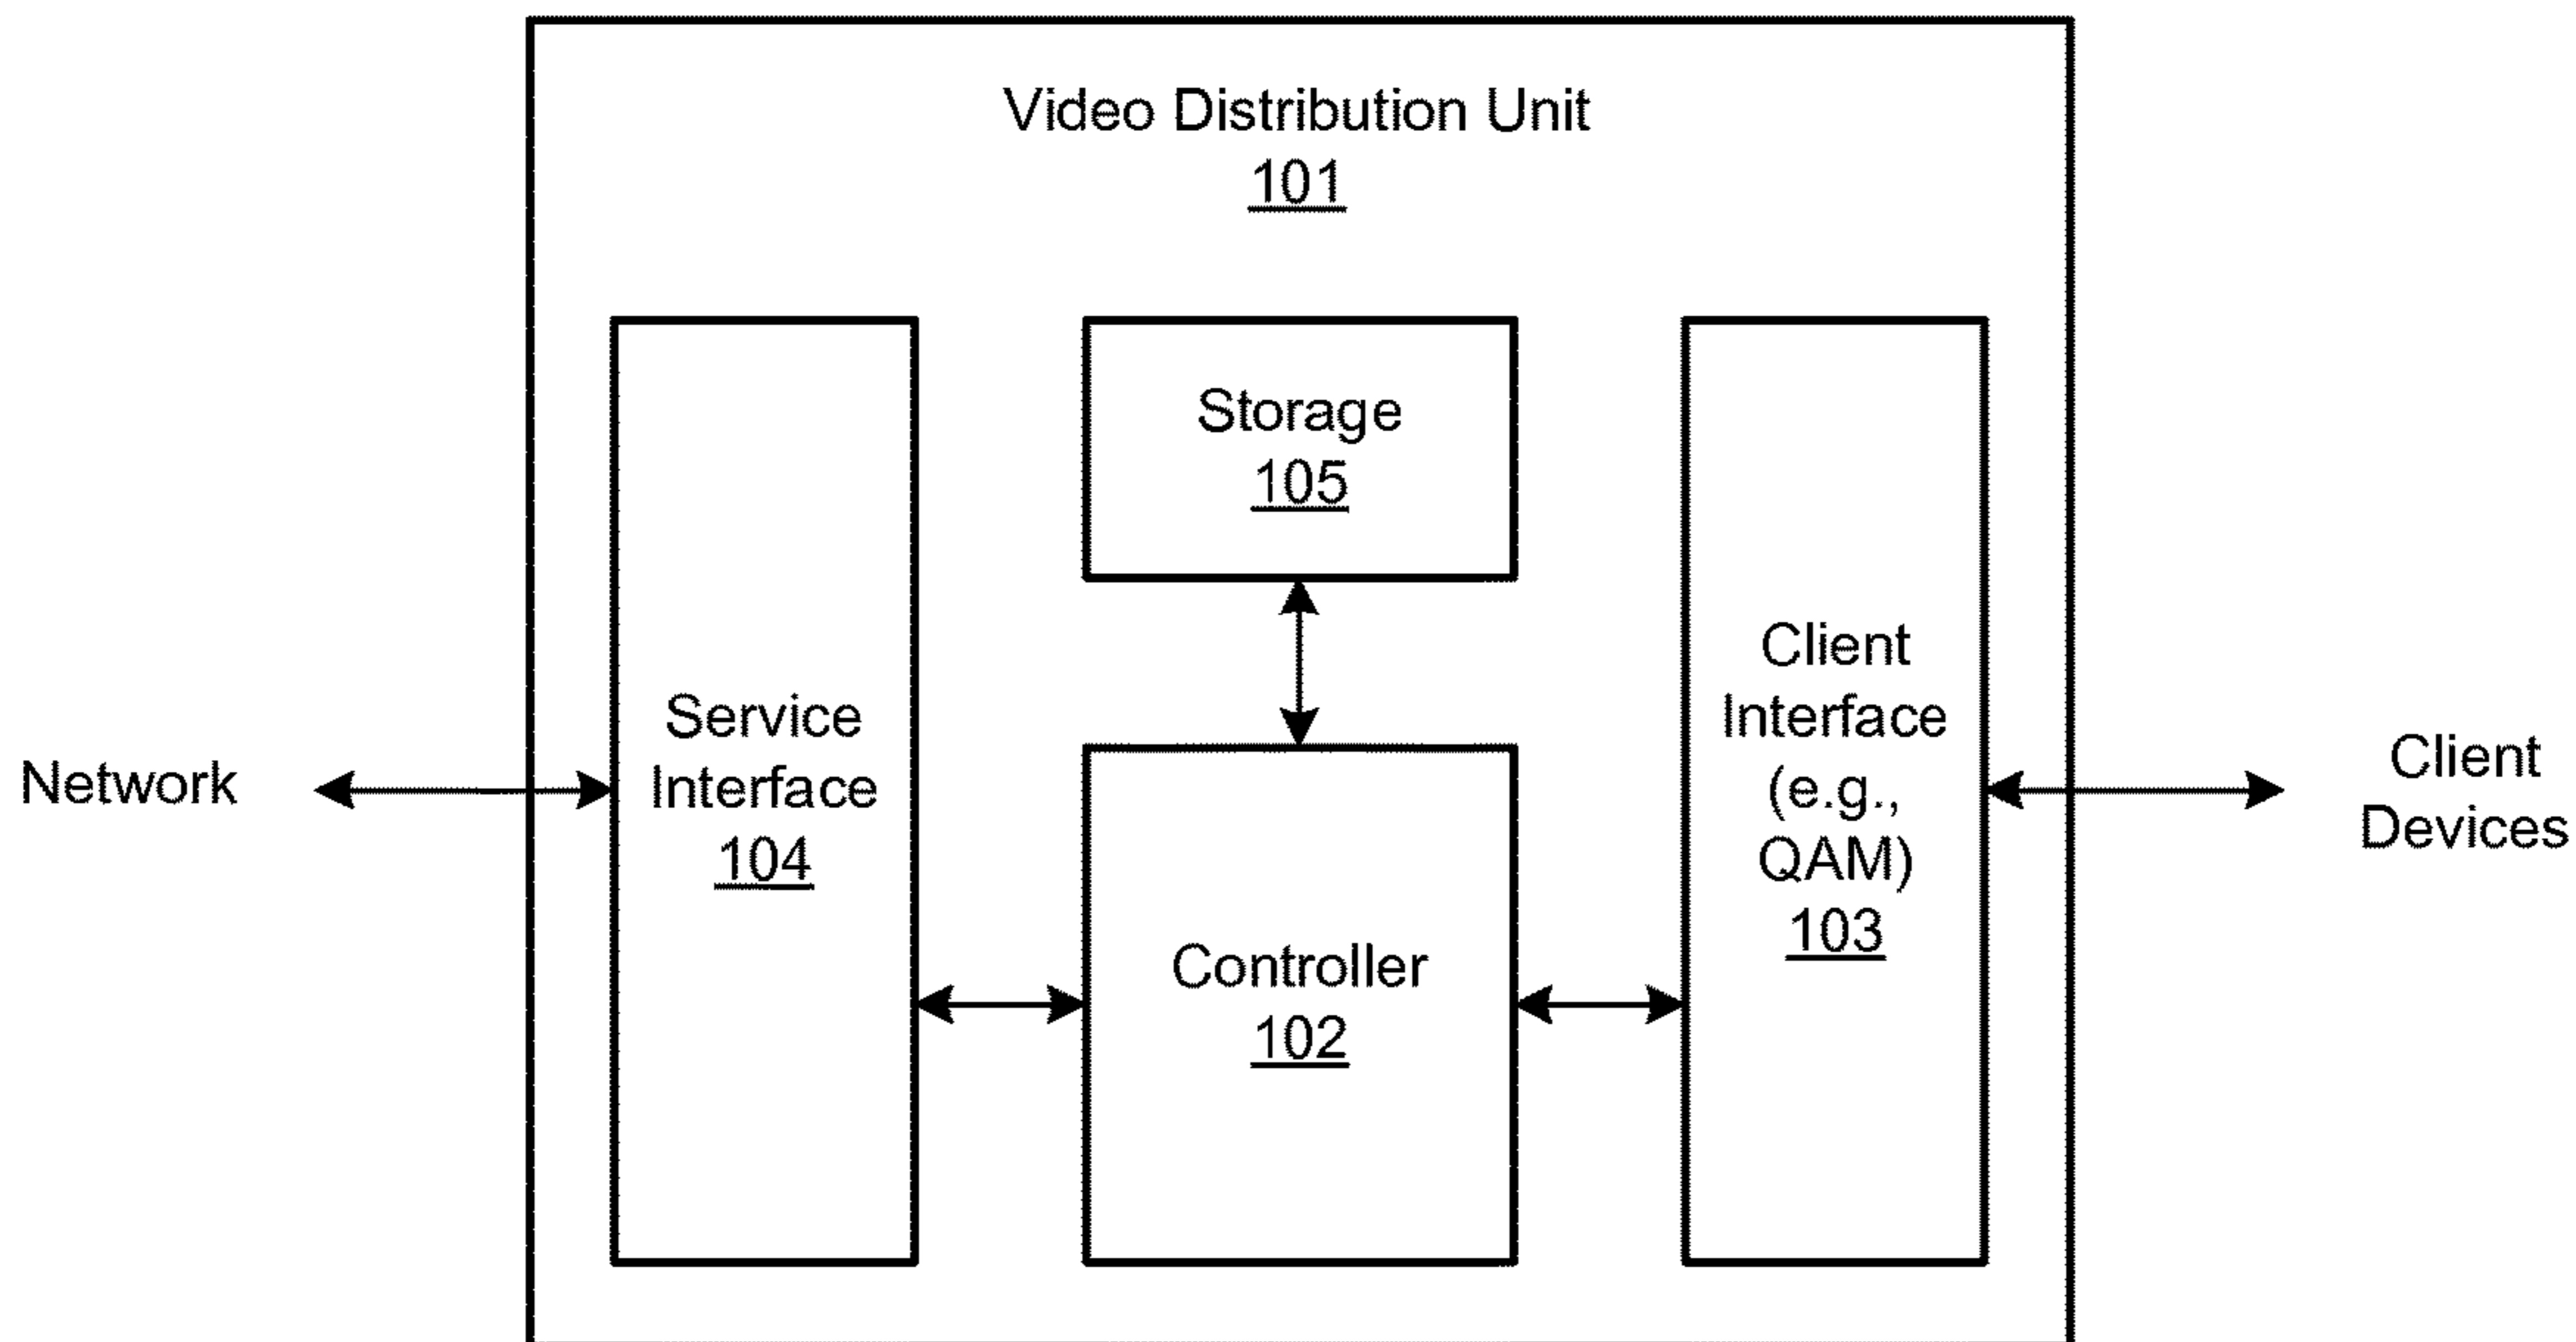 Video Distribution Unit
101
Storage
105
Service
Interface
104
Controller
102
Client
Interface
(e.g.,
QAM)
103
Network
Client
Devices